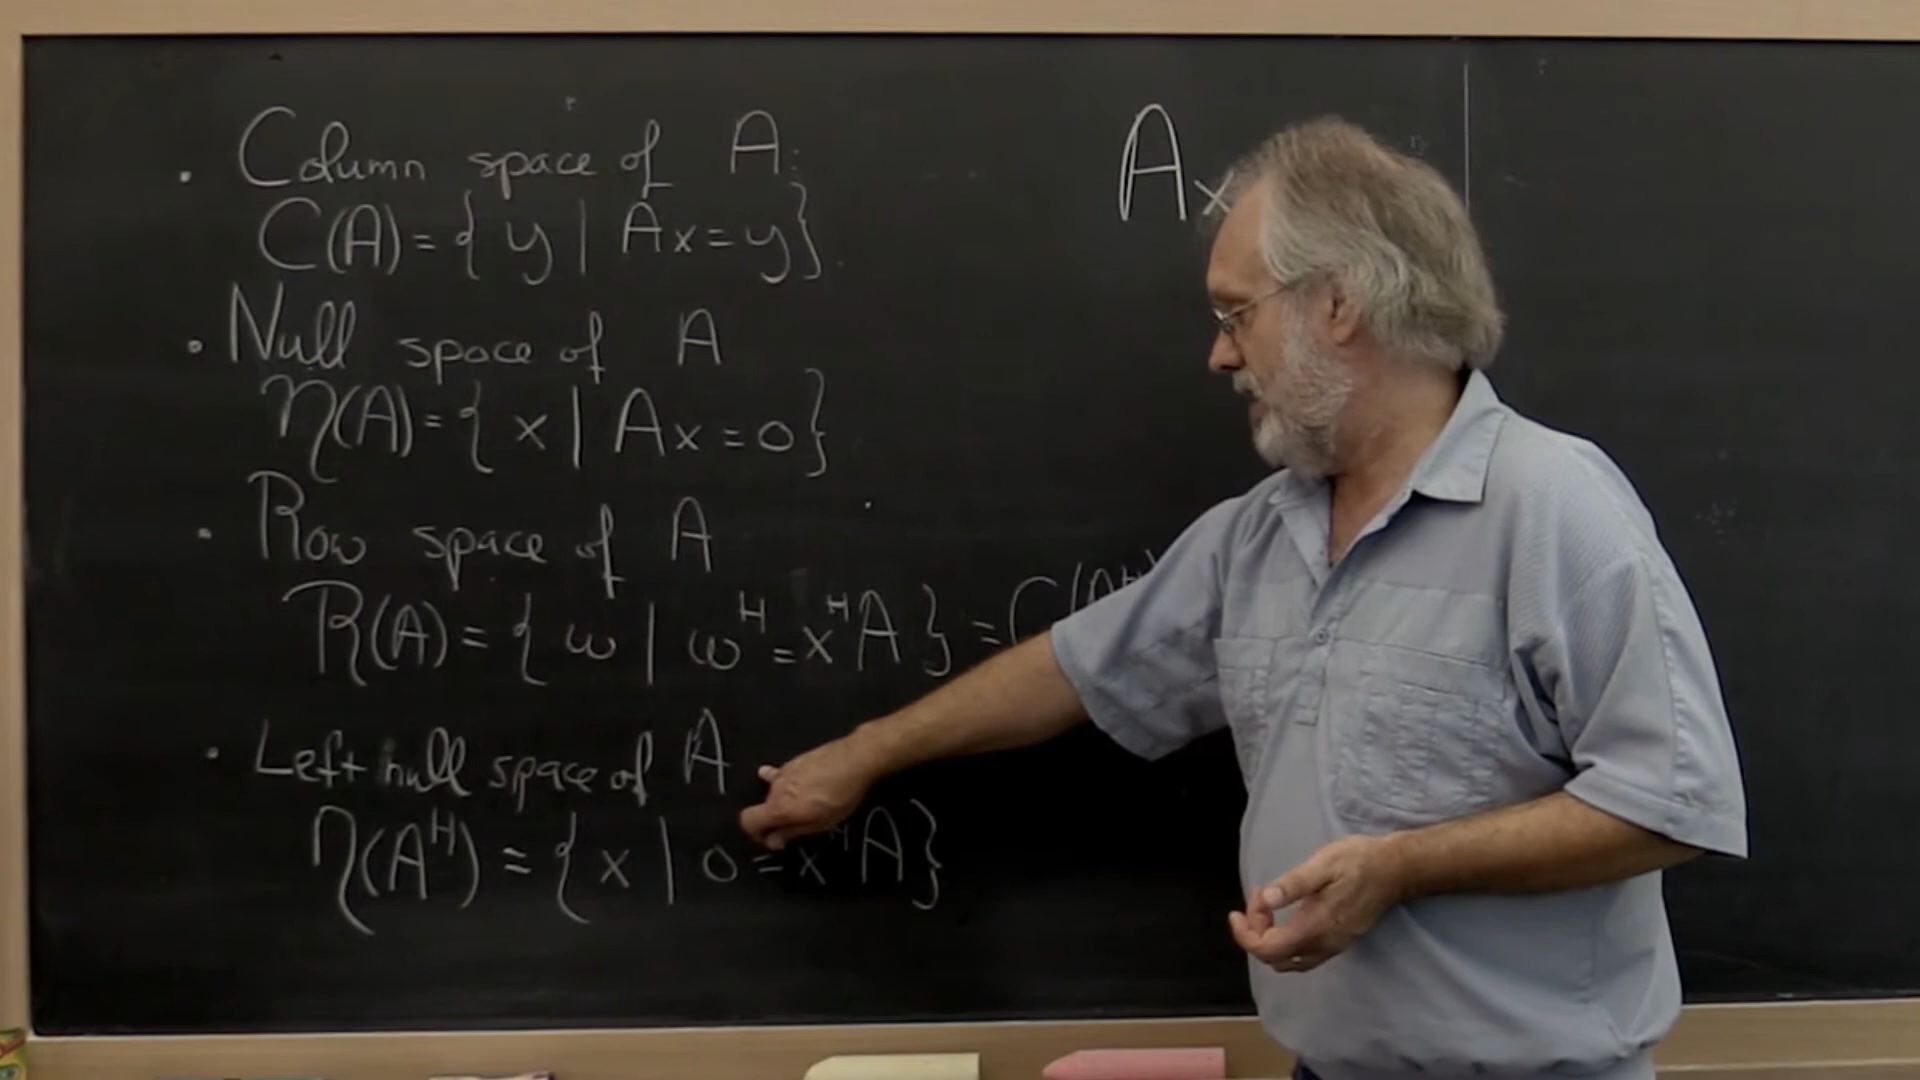 · Column space of A:
C(A) = { y | Ax = y }
· Null space of A
η(A) = { x | Ax = 0 }
· Row space of A
R(A) = { ω | ω^H = x^H A } = C(A^H
· Left null space of A
η(A^H) = { x | 0 = x^H A }
Ax